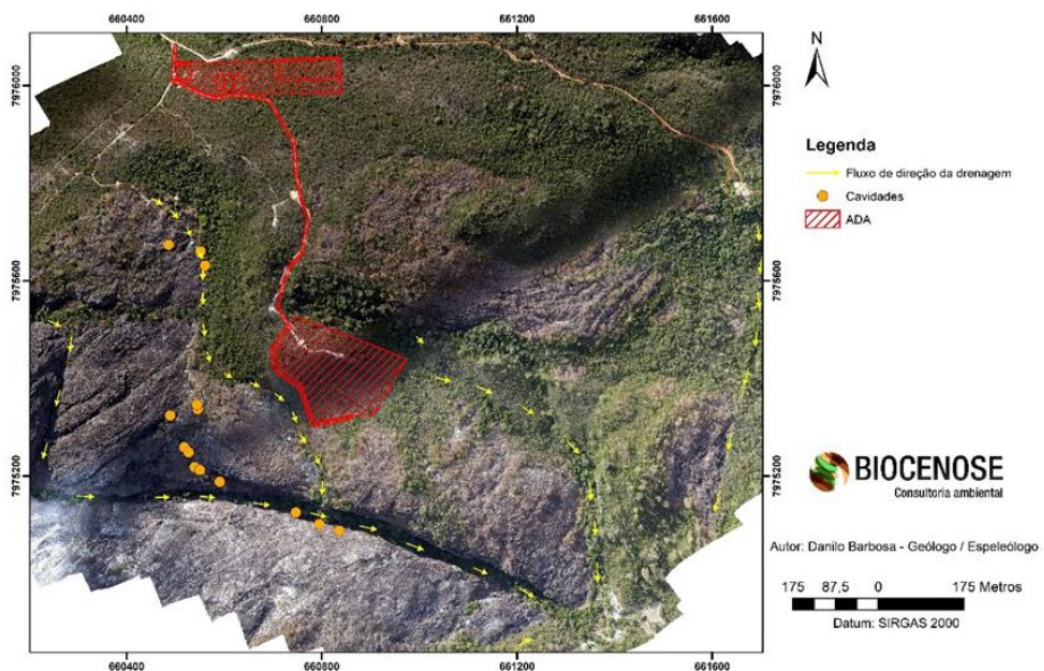 660400 660800 661200 661600
7976000 7976000
N
Legenda
Fluxo de direção da drenagem
Cavidades
ADA
7975600 7975600
7975200 7975200
BIOCENOSE
Consultoria ambiental
Autor: Danilo Barbosa - Geólogo / Espeleólogo
175 87,5 0 175 Metros
Datum: SIRGAS 2000
660400 660800 661200 661600